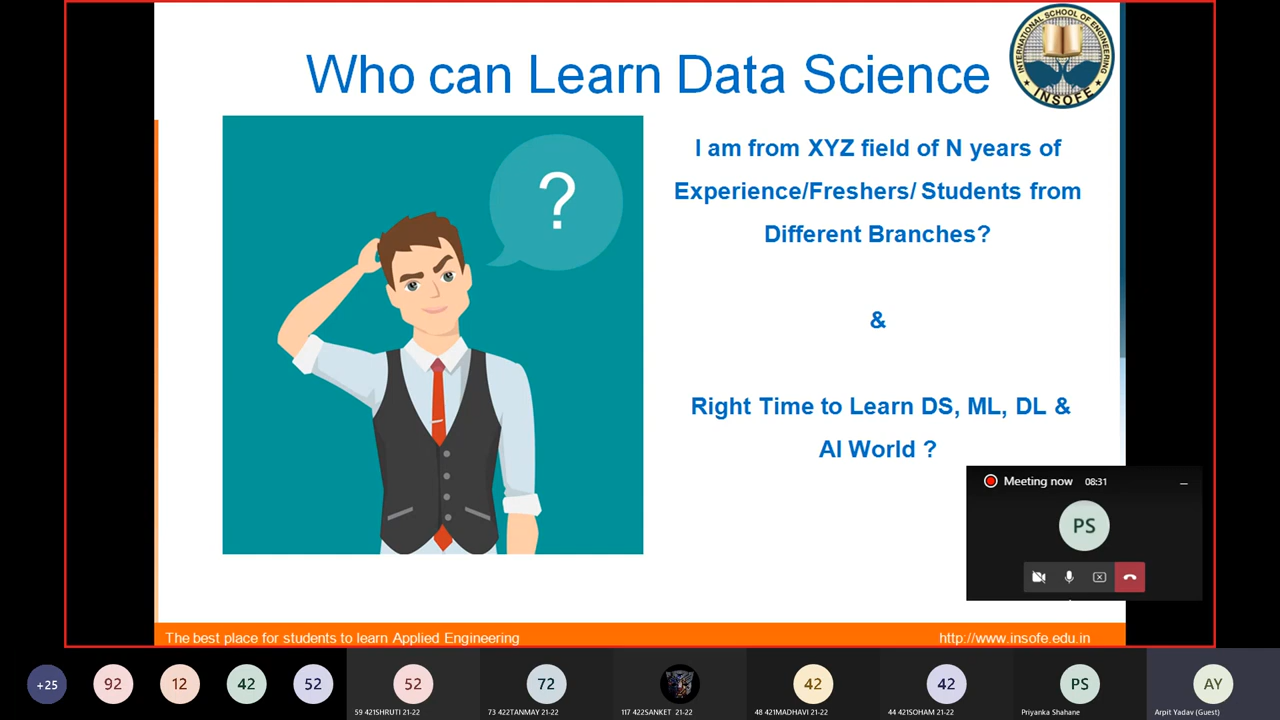 Who can Learn Data Science
INTERNATIONAL SCHOOL OF ENGINEERING
INSOFE
?
I am from XYZ field of N years of
Experience/Freshers/ Students from
Different Branches?
&
Right Time to Learn DS, ML, DL &
AI World ?
Meeting now 08:31
PS
The best place for students to learn Applied Engineering
http://www.insofe.edu.in
+25
92
12
42
52
52
72
42
42
PS
AY
59 421SHRUTI 21-22
73 422TANMAY 21-22
117 422SANKET 21-22
48 421MADHAVI 21-22
44 421SOHAM 21-22
Priyanka Shahane
Arpit Yadav (Guest)